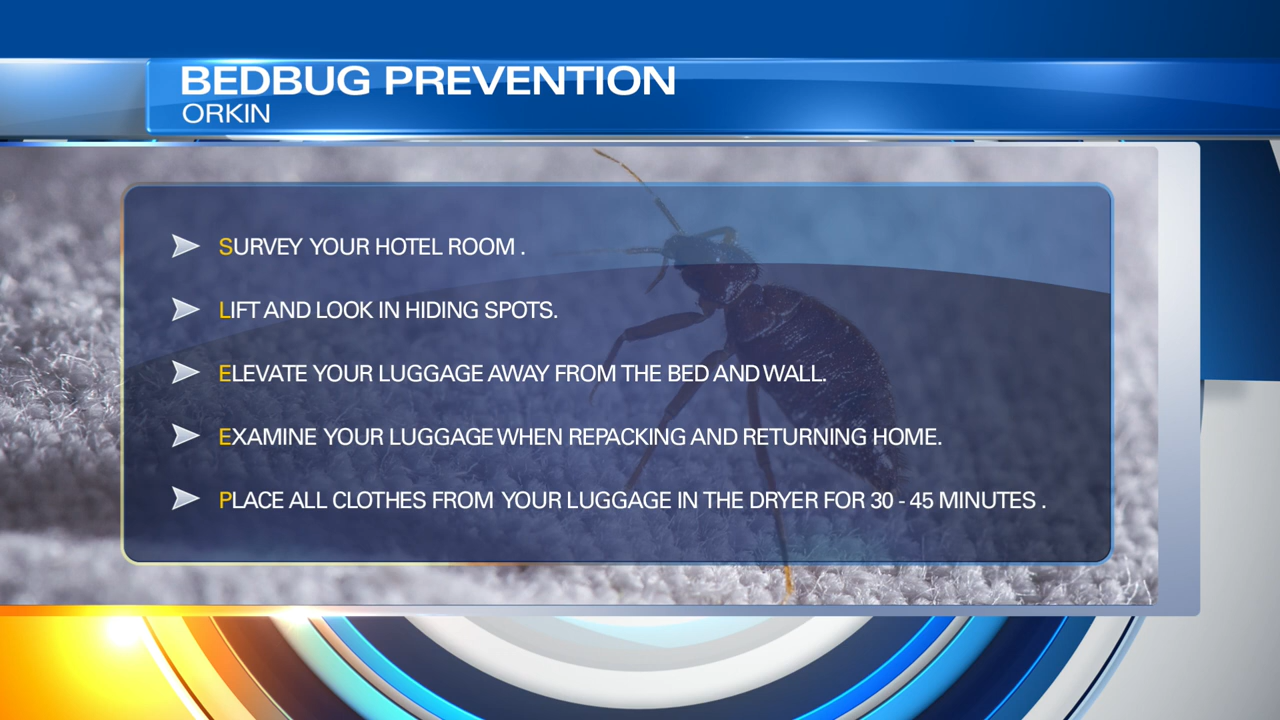 BEDBUG PREVENTION
ORKIN
SURVEY YOUR HOTEL ROOM .
LIFT AND LOOK IN HIDING SPOTS.
ELEVATE YOUR LUGGAGE AWAY FROM THE BED AND WALL.
EXAMINE YOUR LUGGAGE WHEN REPACKING AND RETURNING HOME.
PLACE ALL CLOTHES FROM YOUR LUGGAGE IN THE DRYER FOR 30 - 45 MINUTES .